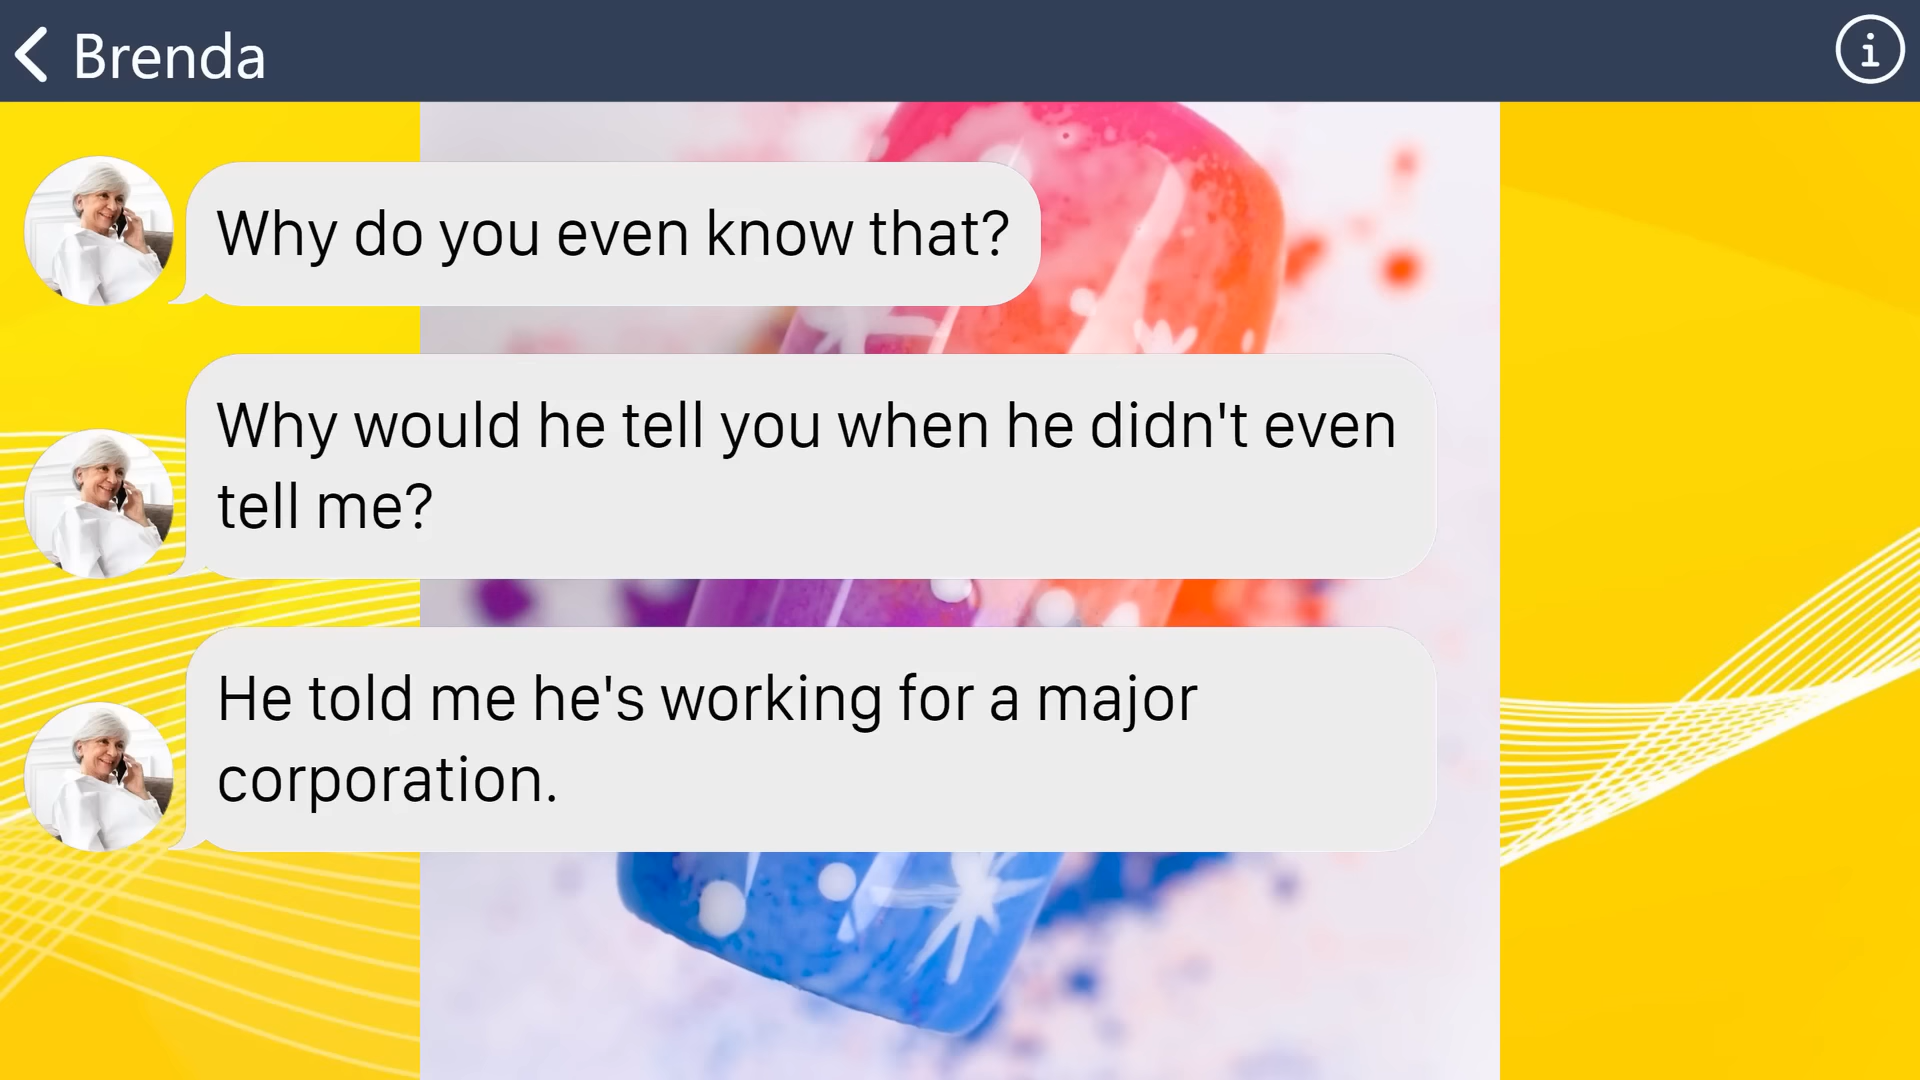 Brenda
Why do you even know that?
Why would he tell you when he didn't even
tell me?
He told me he's working for a major
corporation.